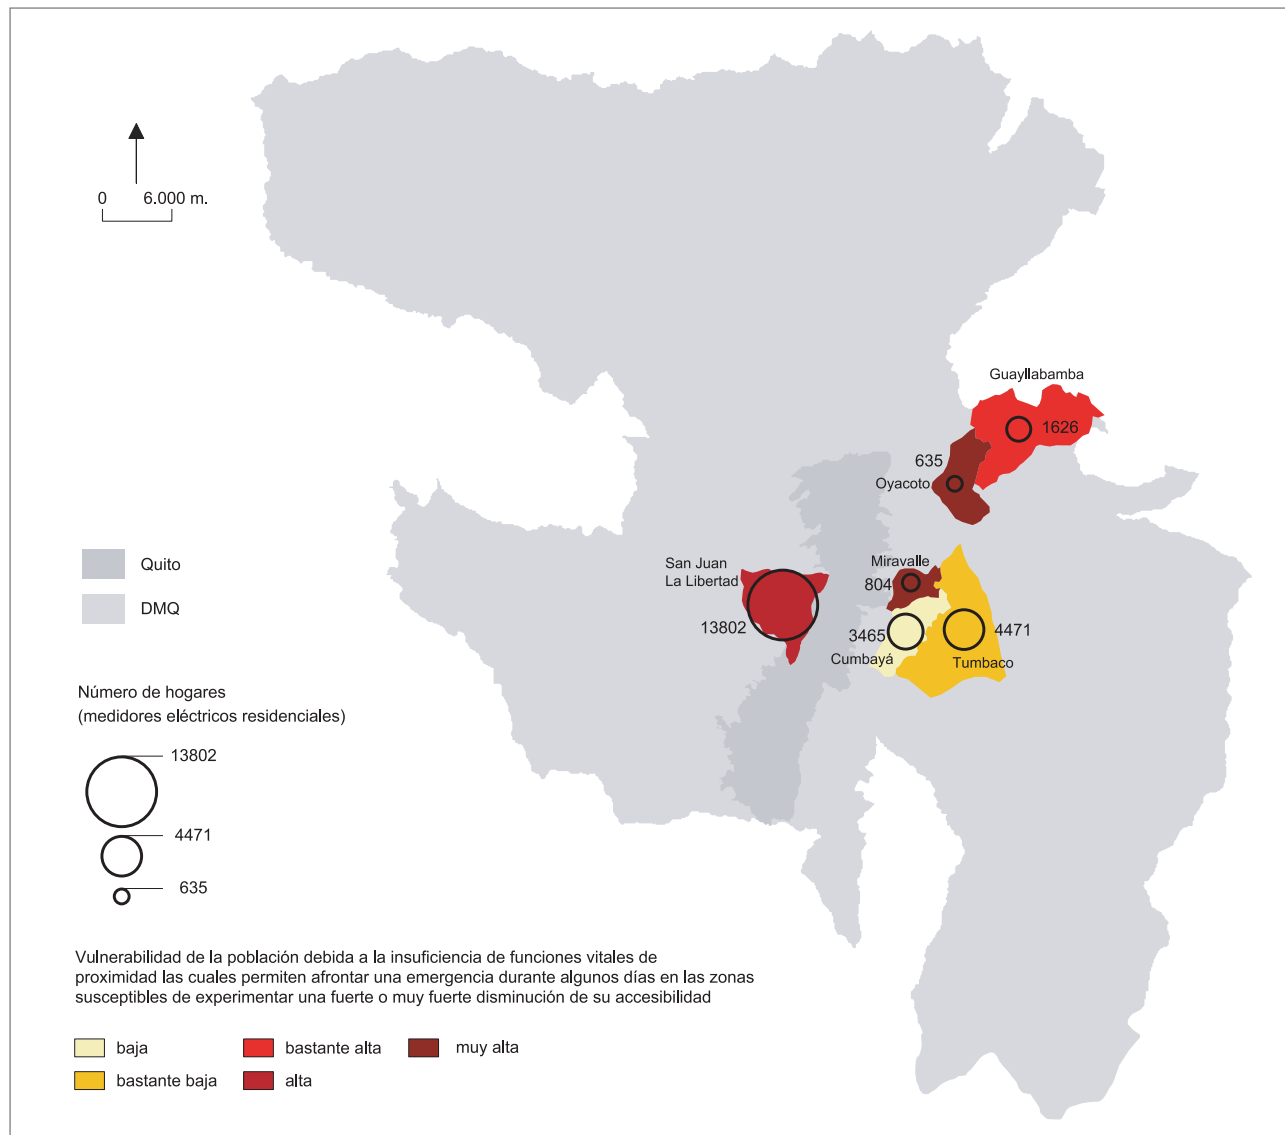 0 6.000 m.
Guayllabamba
1626
635
Oyacoto
San Juan
La Libertad
13802
Miravalle
804
3465
Cumbayá
4471
Tumbaco
Quito
DMQ
Número de hogares
(medidores eléctricos residenciales)
13802
4471
635
Vulnerabilidad de la población debida a la insuficiencia de funciones vitales de
proximidad las cuales permiten afrontar una emergencia durante algunos días en las zonas
susceptibles de experimentar una fuerte o muy fuerte disminución de su accesibilidad
baja
bastante alta
muy alta
bastante baja
alta